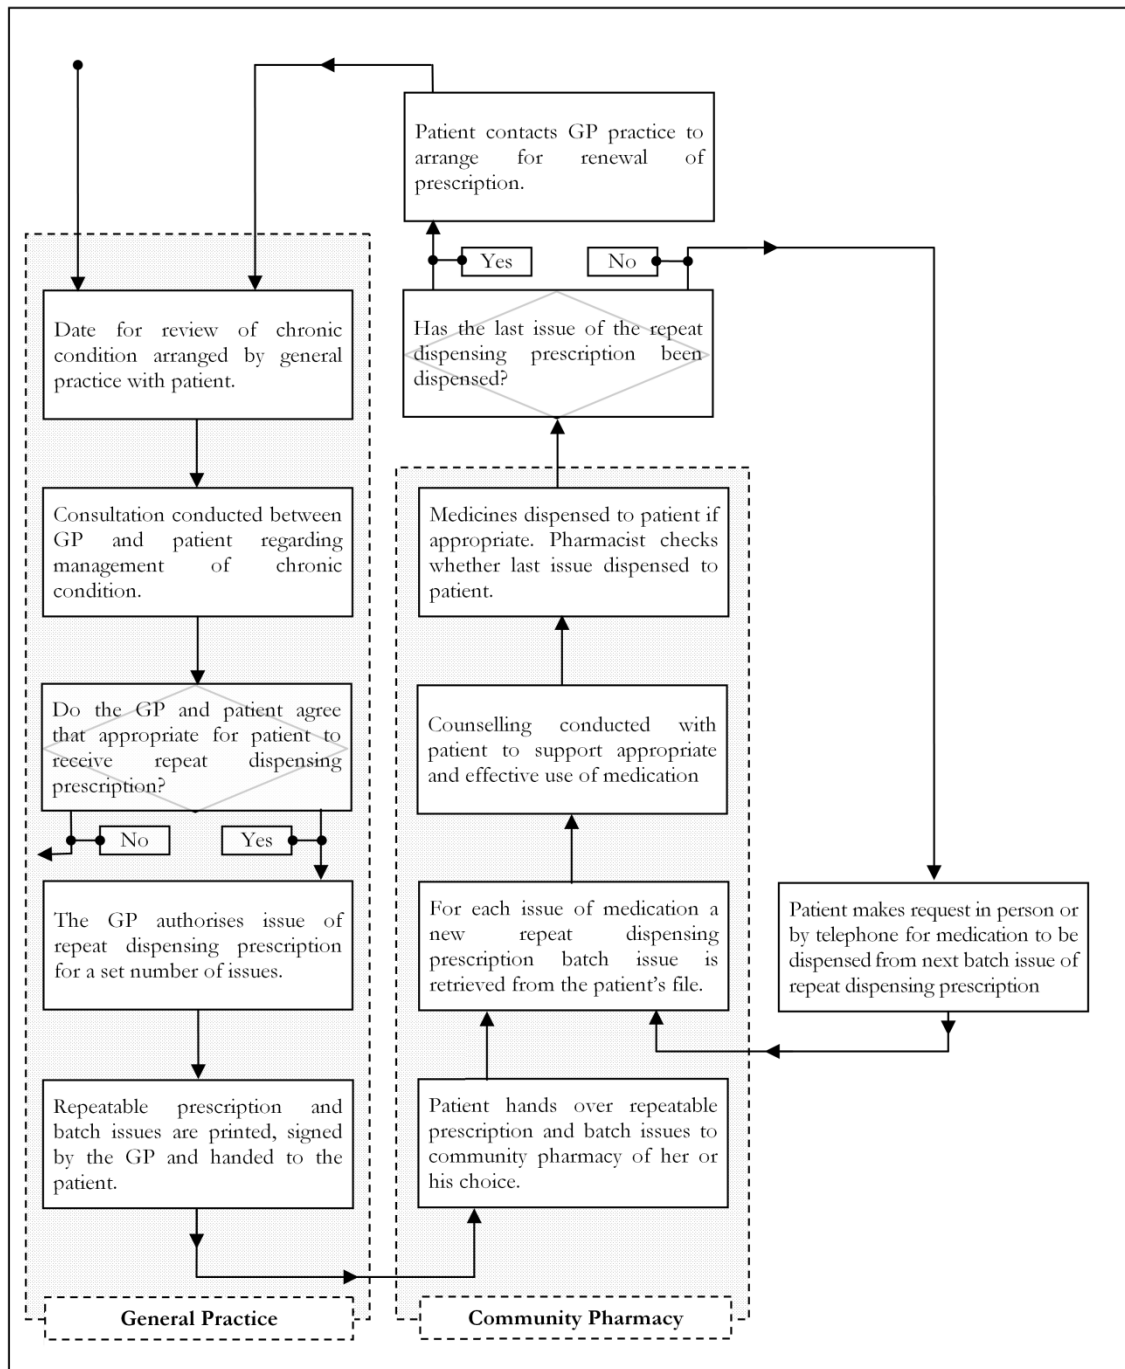 Patient contacts GP practice to
arrange for renewal of
prescription.
Yes
No
Date for review of chronic
condition arranged by general
practice with patient.
Has the last issue of the repeat
dispensing prescription been
dispensed?
Consultation conducted between
GP and patient regarding
management of chronic
condition.
Medicines dispensed to patient if
appropriate. Pharmacist checks
whether last issue dispensed to
patient.
Do the GP and patient agree
that appropriate for patient to
receive repeat dispensing
prescription?
Counselling conducted with
patient to support appropriate
and effective use of medication
No
Yes
The GP authorises issue of
repeat dispensing prescription
for a set number of issues.
For each issue of medication a
new repeat dispensing
prescription batch issue is
retrieved from the patient's file.
Patient makes request in person or
by telephone for medication to be
dispensed from next batch issue of
repeat dispensing prescription
Repeatable prescription and
batch issues are printed, signed
by the GP and handed to the
patient.
Patient hands over repeatable
prescription and batch issues to
community pharmacy of her or
his choice.
General Practice
Community Pharmacy